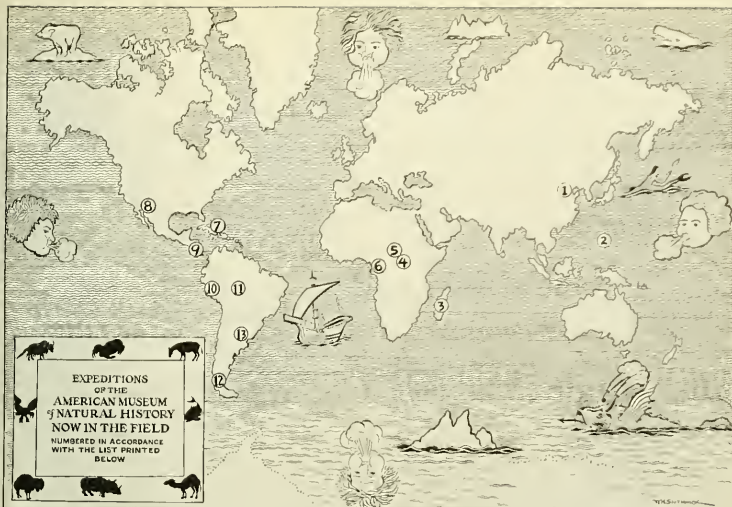 1
2
3
4
5
6
7
8
9
10
11
12
13
EXPEDITIONS
OF THE
AMERICAN MUSEUM
of NATURAL HISTORY
NOW IN THE FIELD
NUMBERED IN ACCORDANCE
WITH THE LIST PRINTED
BELOW